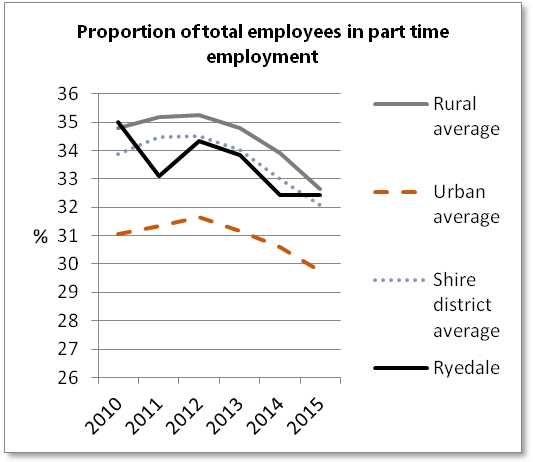 Proportion of total employees in part time
employment
36
35
34
33
32
31
30
29
28
27
26
%
2010
2011
2012
2013
2014
2015
Rural
average
Urban
average
Shire
district
average
Ryedale